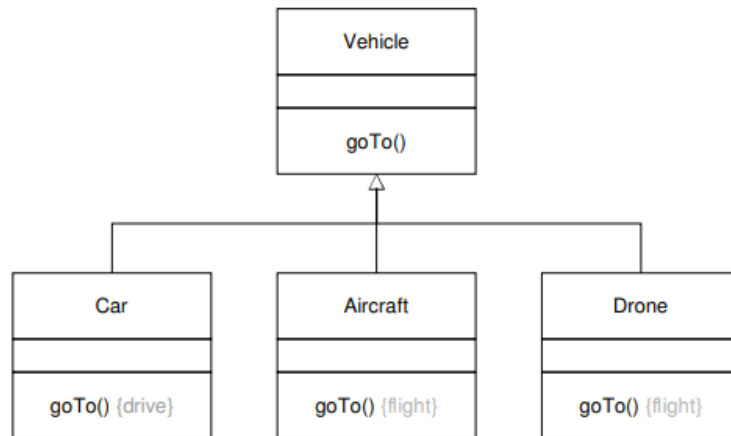 Vehicle
goTo()
Car
Aircraft
Drone
goTo() {drive}
goTo() {flight}
goTo() {flight}